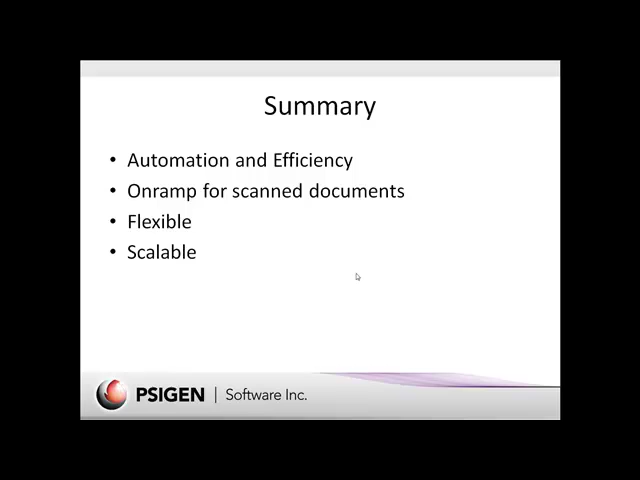 Summary
• Automation and Efficiency
• Onramp for scanned documents
• Flexible
• Scalable
PSIGEN | Software Inc.